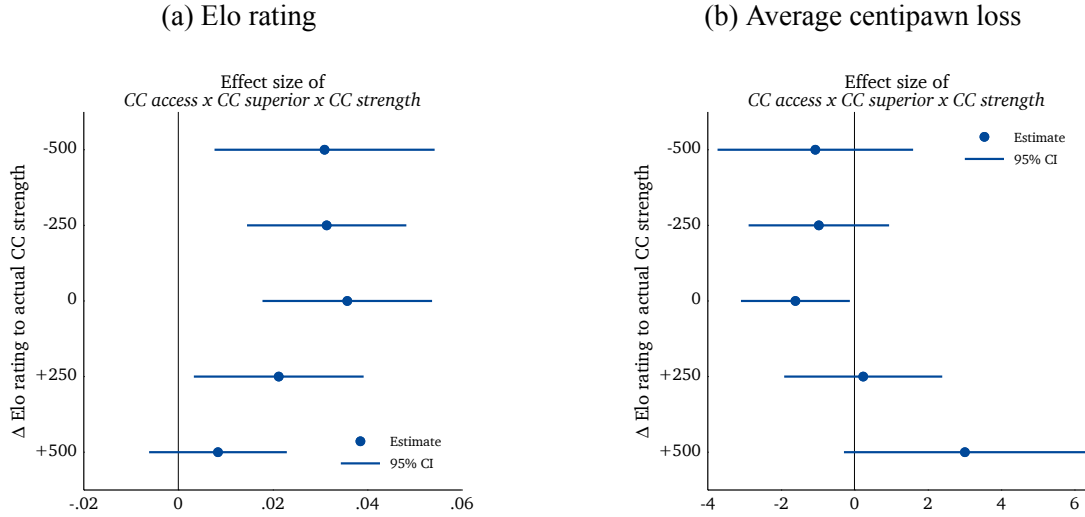 (a) Elo rating
Effect size of
CC access x CC superior x CC strength
Δ Elo rating to actual CC strength
-500
-250
0
+250
+500
Estimate
95% CI
-.02
0
.02
.04
.06
(b) Average centipawn loss
Effect size of
CC access x CC superior x CC strength
Δ Elo rating to actual CC strength
-500
-250
0
+250
+500
Estimate
95% CI
-4
-2
0
2
4
6